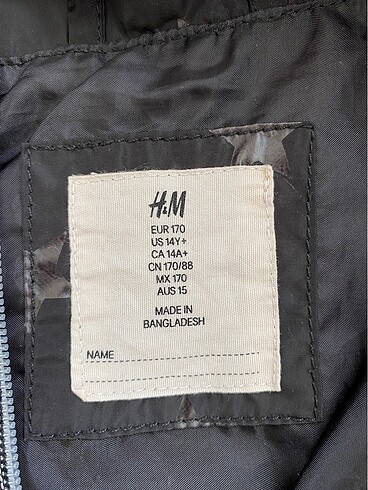 H&M
EUR 170
US 14Y+
CA 14A+
CN 170/88
MX 170
AUS 15
MADE IN
BANGLADESH
NAME